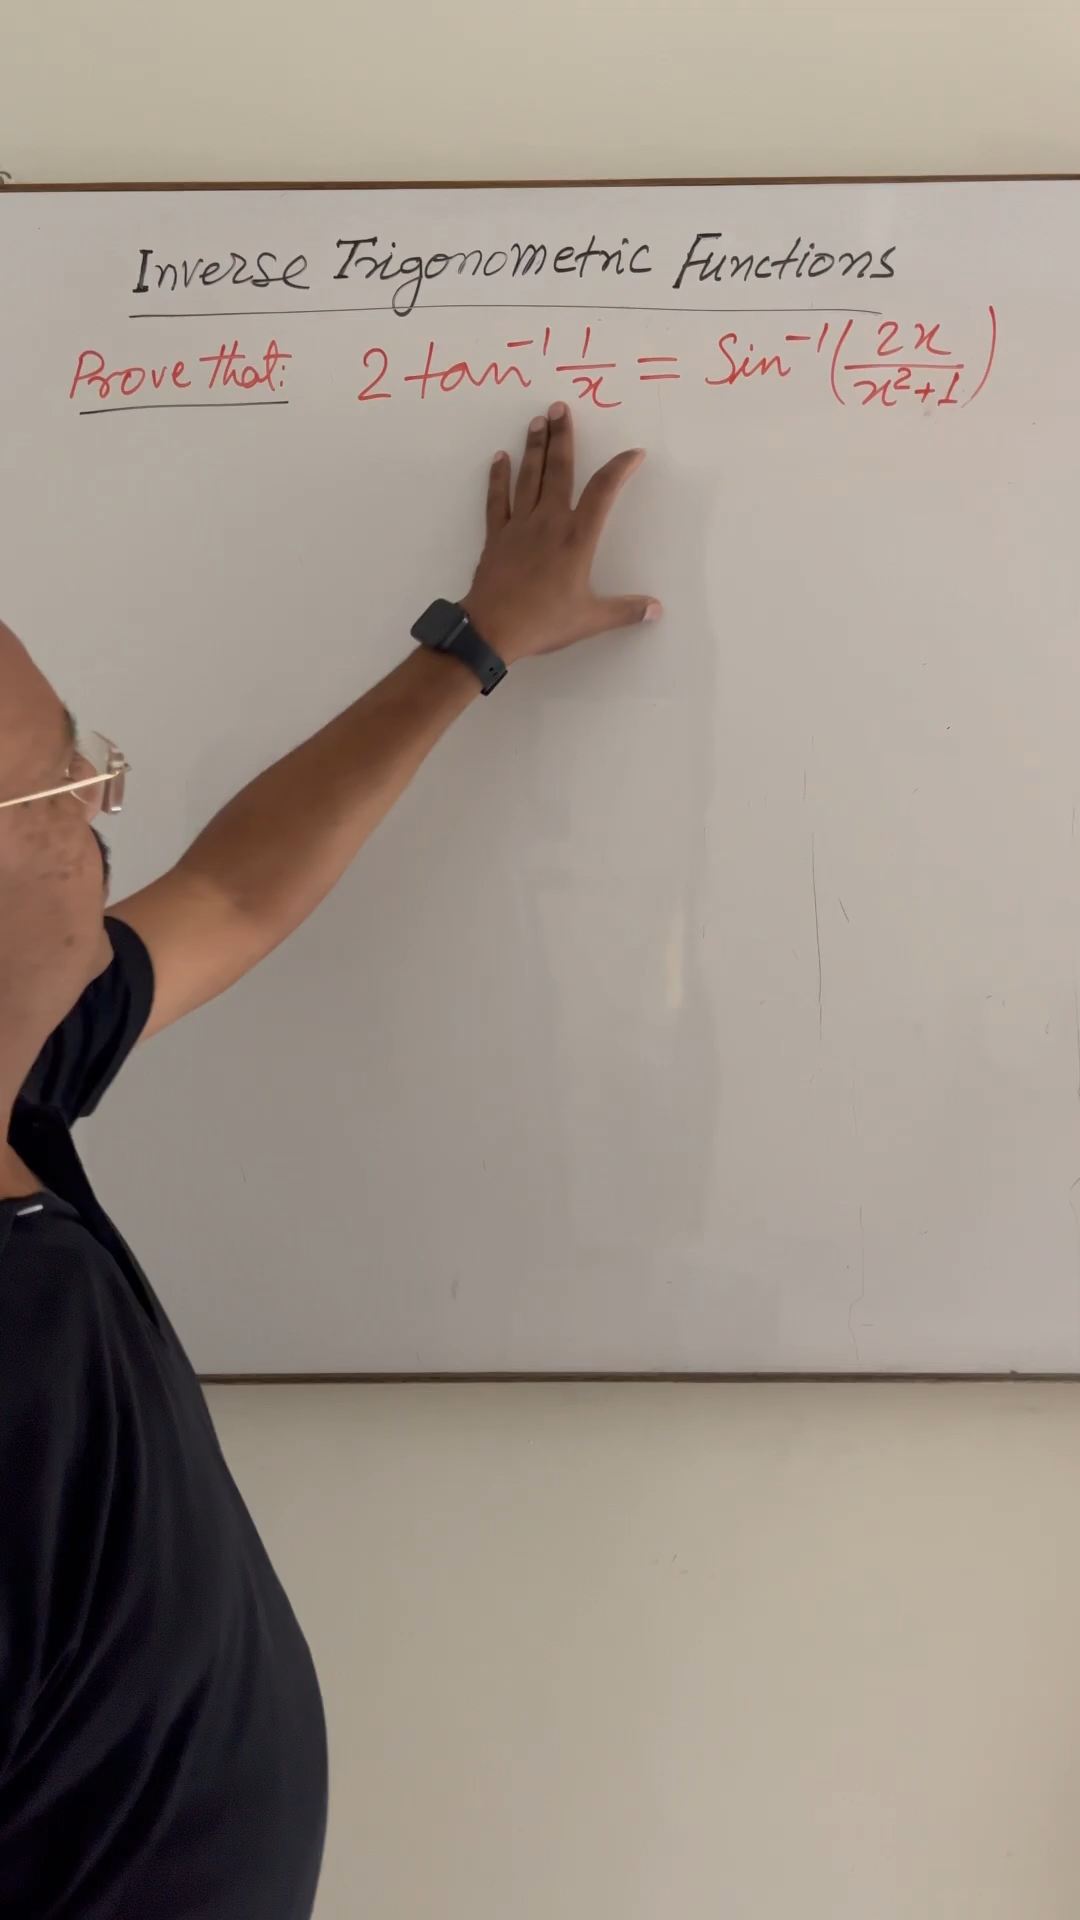 Inverse Trigonometric Functions
Prove that: 2 tan⁻¹ 1/x = Sin⁻¹(2x/x²+1)